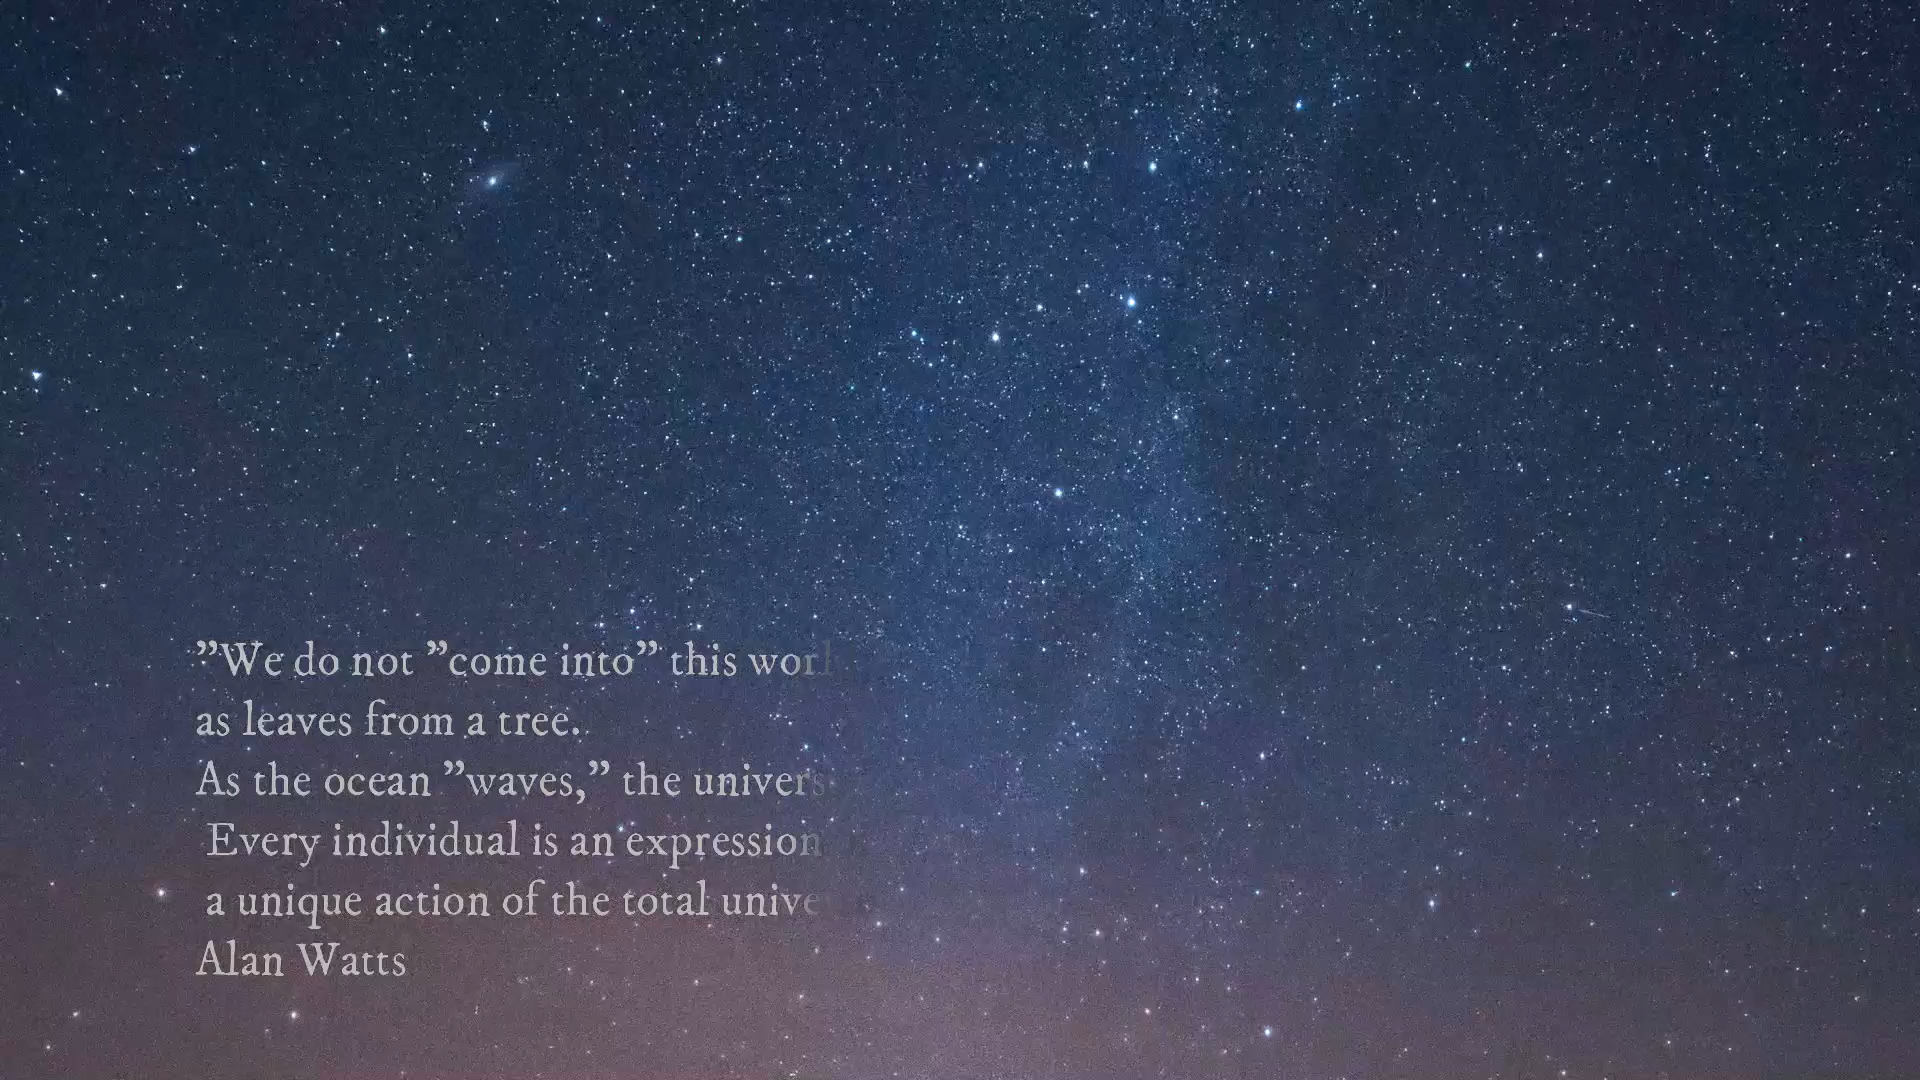 ”We do not ”come into” this worl
as leaves from a tree.
As the ocean ”waves,” the univers
Every individual is an expression
a unique action of the total unive
Alan Watts